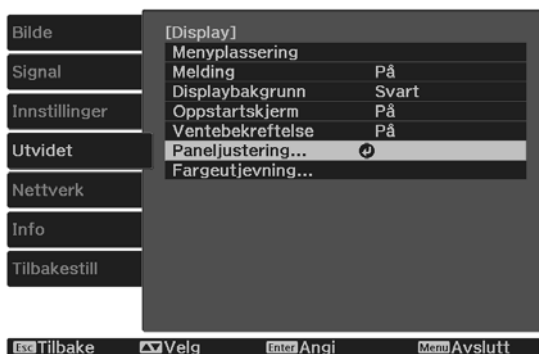 Bilde
Signal
Innstillinger
Utvidet
Nettverk
Info
Tilbakestill
[Display]
Menyplassering
Melding På
Displaybakgrunn Svart
Oppstartskjerm På
Ventebekreftelse På
Paneljustering...
Fargeutjevning...
Esc Tilbake Velg Enter Angi Menu Avslutt